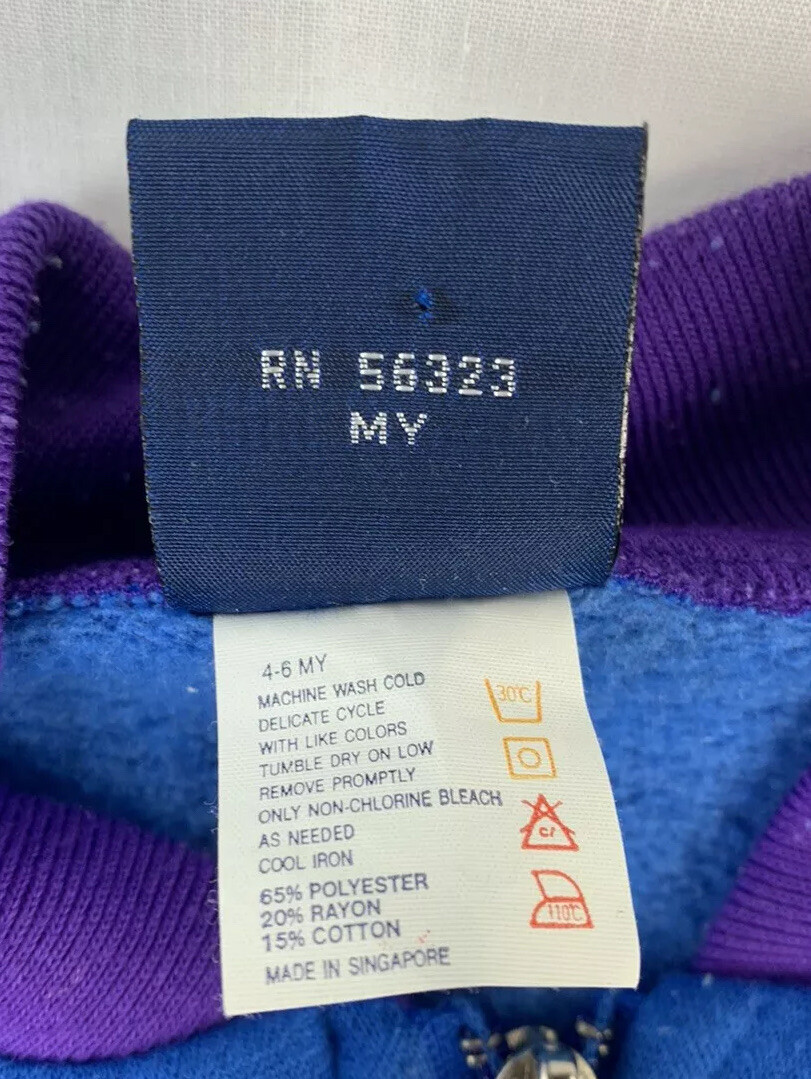 RN 56323
MY
4-6 MY
MACHINE WASH COLD
DELICATE CYCLE
WITH LIKE COLORS
TUMBLE DRY ON LOW
REMOVE PROMPTLY
ONLY NON-CHLORINE BLEACH
AS NEEDED
COOL IRON
65% POLYESTER
20% RAYON
15% COTTON
MADE IN SINGAPORE
30°C
cl
110°C